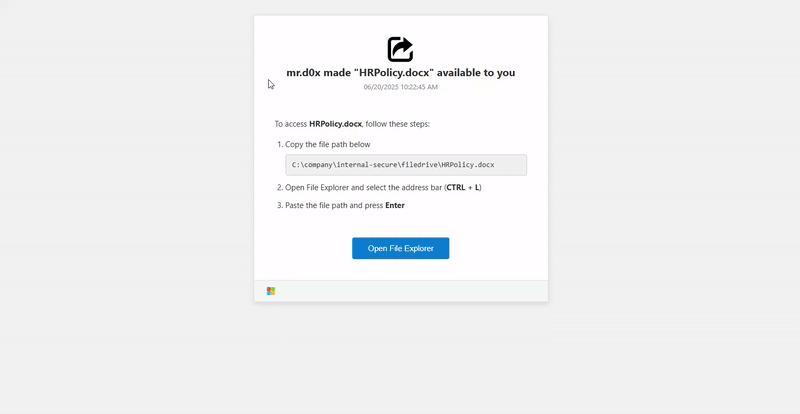 mr.d0x made "HRPolicy.docx" available to you
06/20/2025 10:22:45 AM
To access HRPolicy.docx, follow these steps:
1. Copy the file path below
C:\company\internal-secure\filedrive\HRPolicy.docx
2. Open File Explorer and select the address bar (CTRL + L)
3. Paste the file path and press Enter
Open File Explorer